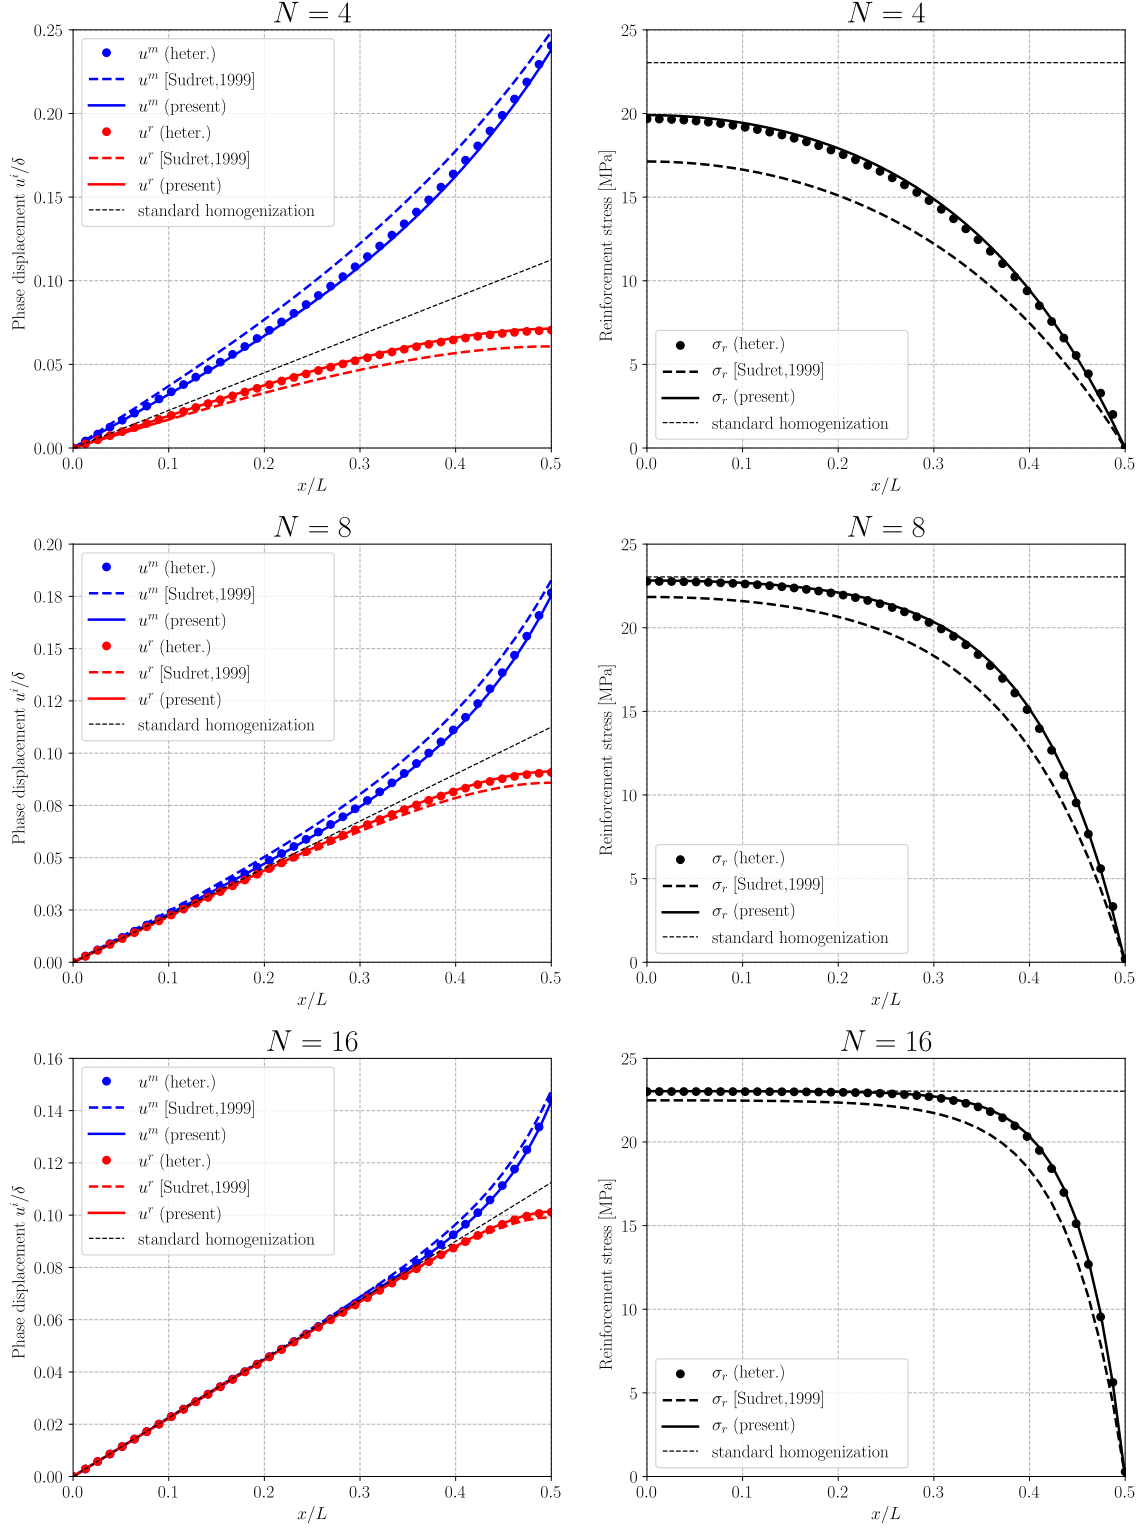 N = 4
0.25
0.20
0.15
0.10
0.05
0.00
Phase displacement u^i/δ
u^m (heter.)
u^m [Sudret,1999]
u^m (present)
u^r (heter.)
u^r [Sudret,1999]
u^r (present)
standard homogenization
0.0 0.1 0.2 0.3 0.4 0.5
x/L
N = 4
25
20
15
10
5
0
Reinforcement stress [MPa]
σ_r (heter.)
σ_r [Sudret,1999]
σ_r (present)
standard homogenization
0.0 0.1 0.2 0.3 0.4 0.5
x/L
N = 8
0.20
0.18
0.15
0.12
0.10
0.08
0.05
0.03
0.00
Phase displacement u^i/δ
u^m (heter.)
u^m [Sudret,1999]
u^m (present)
u^r (heter.)
u^r [Sudret,1999]
u^r (present)
standard homogenization
0.0 0.1 0.2 0.3 0.4 0.5
x/L
N = 8
25
20
15
10
5
0
Reinforcement stress [MPa]
σ_r (heter.)
σ_r [Sudret,1999]
σ_r (present)
standard homogenization
0.0 0.1 0.2 0.3 0.4 0.5
x/L
N = 16
0.16
0.14
0.12
0.10
0.08
0.06
0.04
0.02
0.00
Phase displacement u^i/δ
u^m (heter.)
u^m [Sudret,1999]
u^m (present)
u^r (heter.)
u^r [Sudret,1999]
u^r (present)
standard homogenization
0.0 0.1 0.2 0.3 0.4 0.5
x/L
N = 16
25
20
15
10
5
0
Reinforcement stress [MPa]
σ_r (heter.)
σ_r [Sudret,1999]
σ_r (present)
standard homogenization
0.0 0.1 0.2 0.3 0.4 0.5
x/L